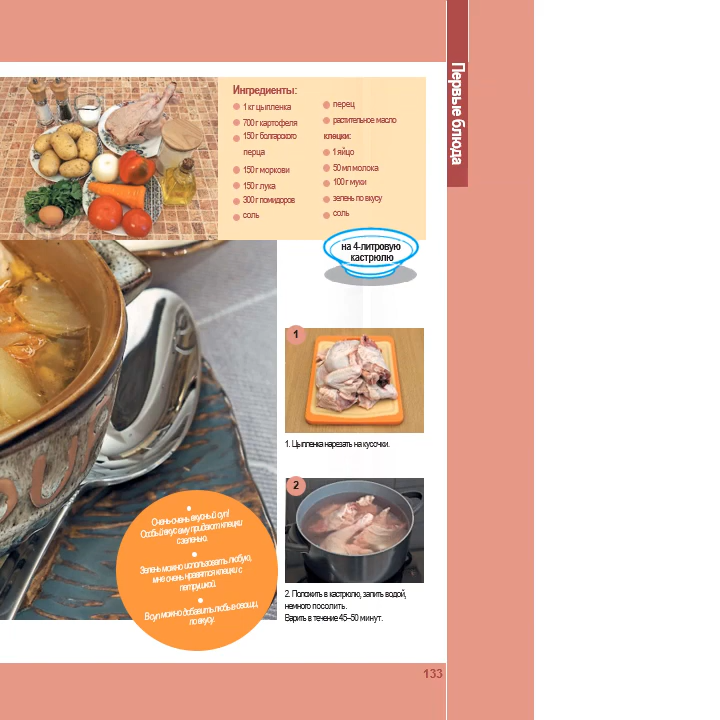 Первые блюда
Ингредиенты:
1 кг цыпленка
700 г картофеля
150 г болгарского
перца
150 г моркови
150 г лука
300 г помидоров
соль
перец
растительное масло
клецки:
1 яйцо
50 мл молока
100 г муки
зелень по вкусу
соль
на 4-литровую
кастрюлю
1
1. Цыпленка нарезать на кусочки.
2
2. Положить в кастрюлю, залить водой,
немного посолить.
Варить в течение 45–50 минут.
Очень-очень вкусный суп!
Особый вкус ему придают клецки
с зеленью.
Зелень можно использовать любую,
мне очень нравятся клецки с
петрушкой.
В суп можно добавить любые овощи,
по вкусу.
133